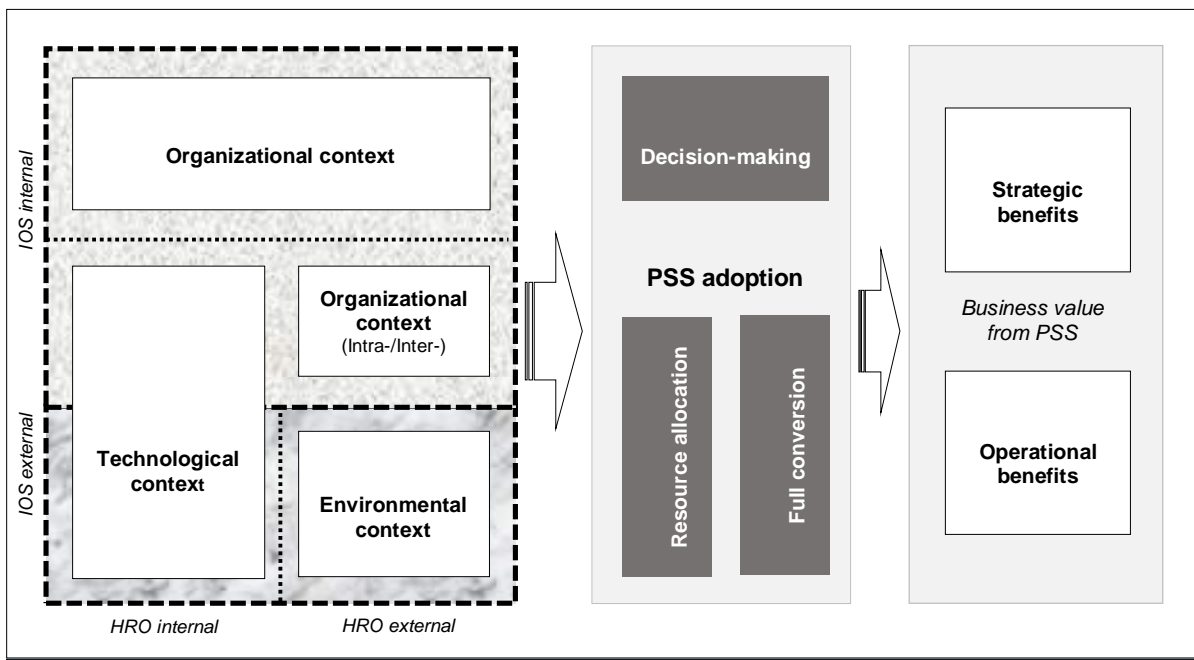 IOS internal
Organizational context
Technological
context
Organizational
context
(Intra-/Inter-)
IOS external
Environmental
context
HRO internal
HRO external
Decision-making
PSS adoption
Resource allocation
Full conversion
Strategic
benefits
Business value
from PSS
Operational
benefits